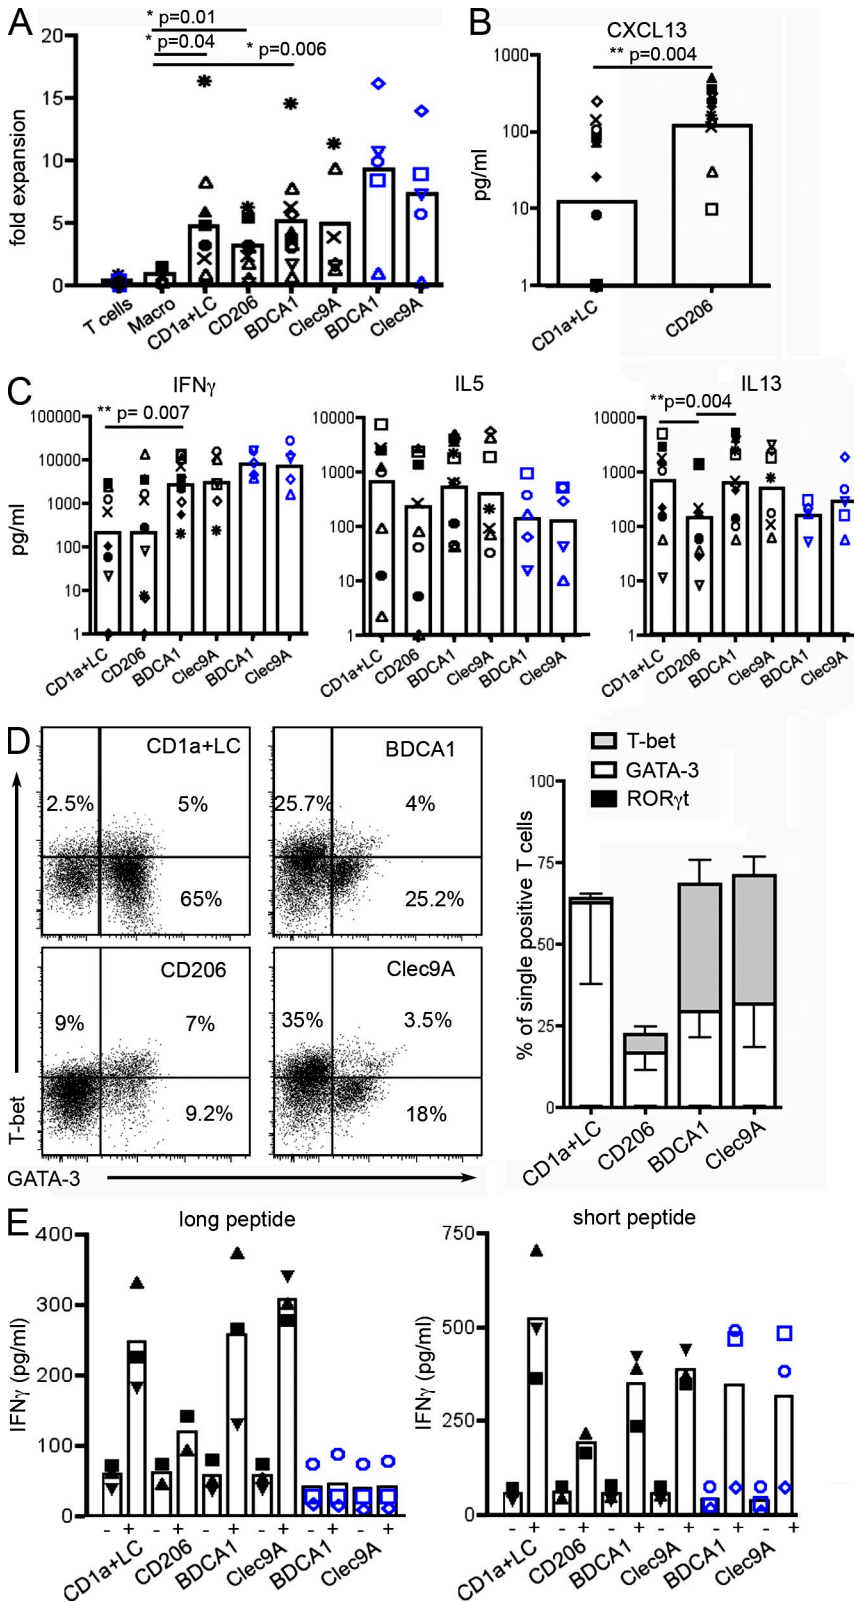 A
* p=0.01
* p=0.04
* p=0.006
20
15
10
5
0
fold expansion
T cells
Macro
CD1a+LC
CD206
BDCA1
Clec9A
BDCA1
Clec9A
B
CXCL13
** p=0.004
1000
100
10
1
pg/ml
CD1a+LC
CD206
C
IFNγ
** p= 0.007
100000
10000
1000
100
10
1
pg/ml
CD1a+LC
CD206
BDCA1
Clec9A
BDCA1
Clec9A
IL5
10000
1000
100
10
1
CD1a+LC
CD206
BDCA1
Clec9A
BDCA1
Clec9A
IL13
**p=0.004
10000
1000
100
10
1
CD1a+LC
CD206
BDCA1
Clec9A
BDCA1
Clec9A
D
CD1a+LC
2.5%
5%
65%
BDCA1
25.7%
4%
25.2%
CD206
9%
7%
9.2%
Clec9A
35%
3.5%
18%
T-bet
GATA-3
T-bet
GATA-3
RORγt
100
75
50
25
0
% of single positive T cells
CD1a+LC
CD206
BDCA1
Clec9A
E
long peptide
400
300
200
100
0
IFNγ (pg/ml)
- + - + - + - + - + - +
CD1a+LC
CD206
BDCA1
Clec9A
BDCA1
Clec9A
short peptide
750
500
250
0
IFNγ (pg/ml)
- + - + - + - + - + - +
CD1a+LC
CD206
BDCA1
Clec9A
BDCA1
Clec9A